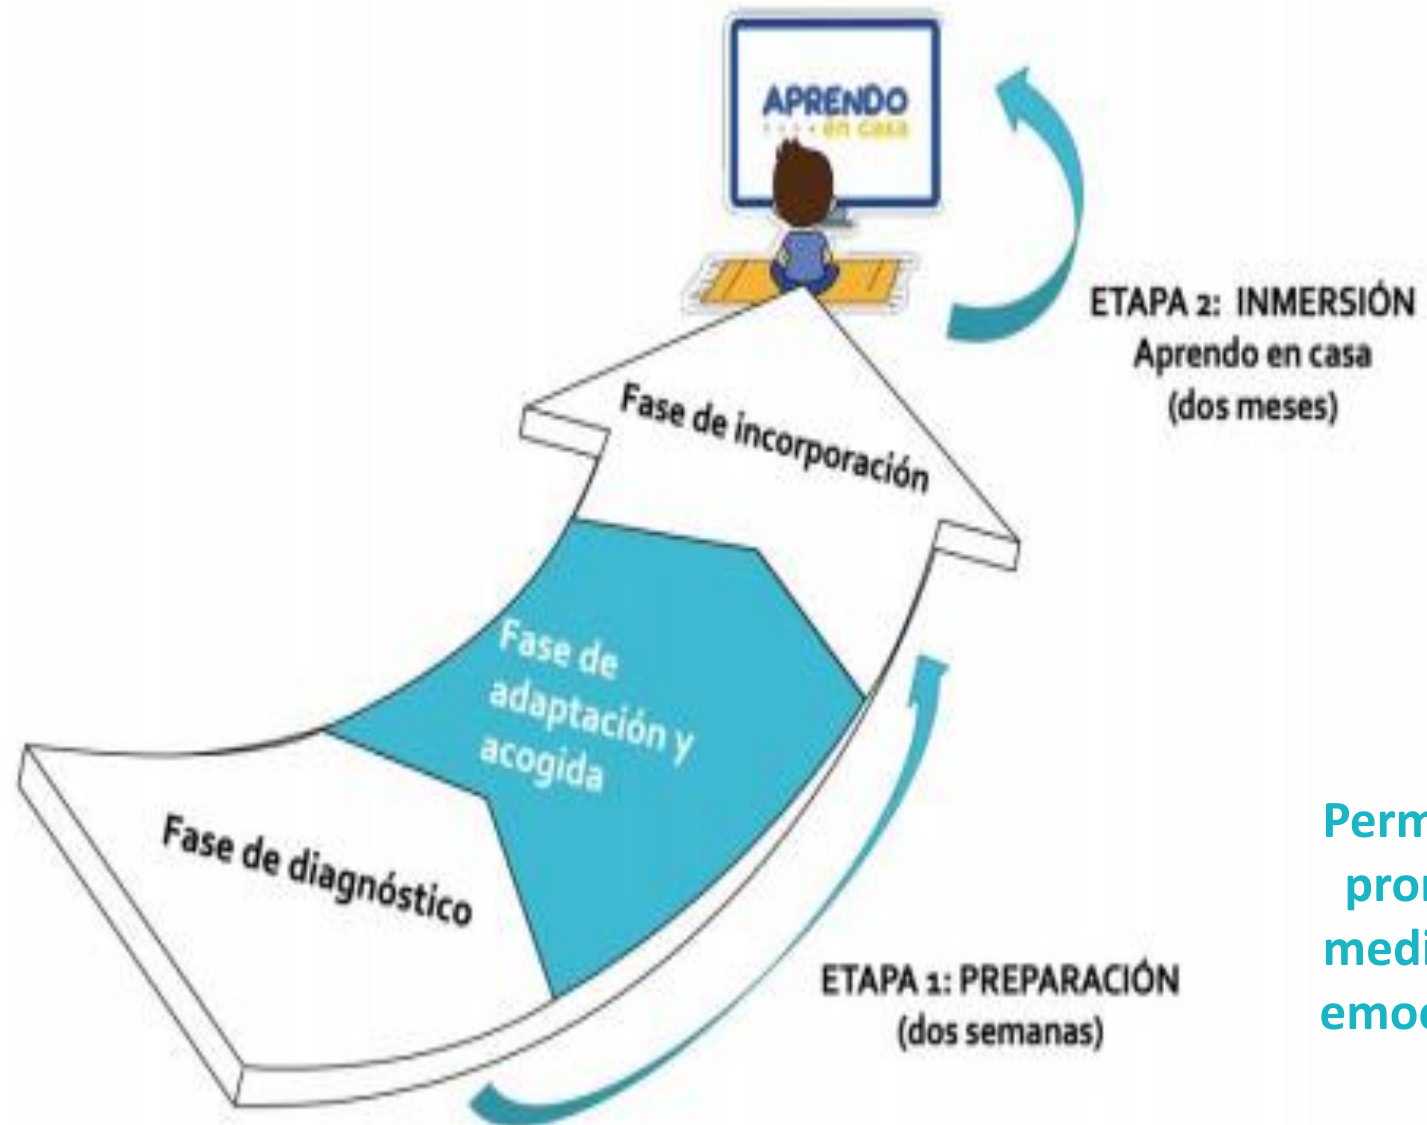 APRENDO
en casa
ETAPA 2: INMERSIÓN
Aprendo en casa
(dos meses)
Fase de incorporación
Fase de
adaptación y
acogida
Fase de diagnóstico
ETAPA 1: PREPARACIÓN
(dos semanas)